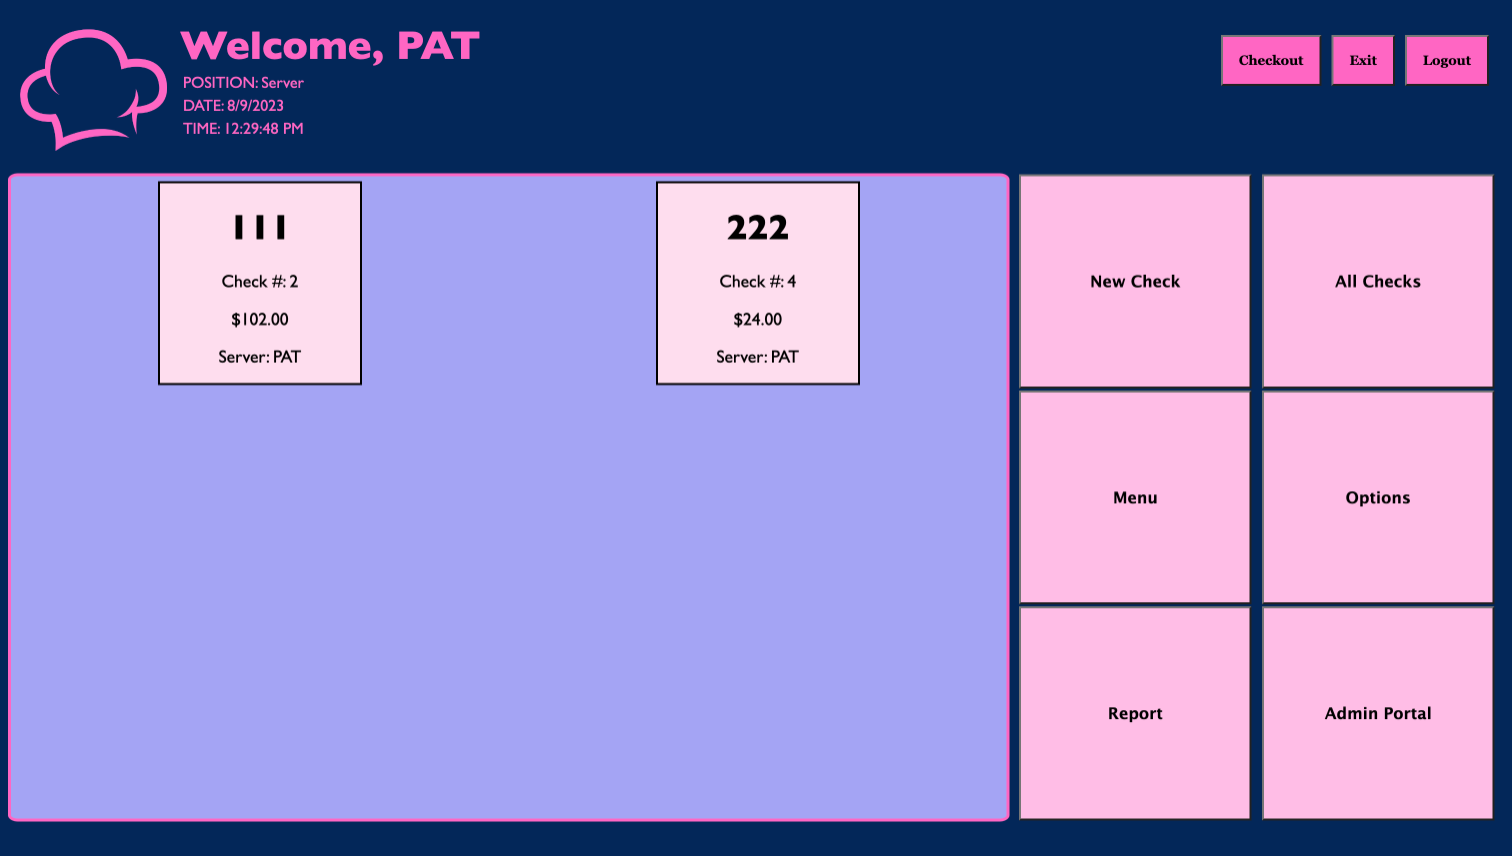 Welcome, PAT
POSITION: Server
DATE: 8/9/2023
TIME: 12:29:48 PM
Checkout
Exit
Logout
111
Check #: 2
$102.00
Server: PAT
222
Check #: 4
$24.00
Server: PAT
New Check
All Checks
Menu
Options
Report
Admin Portal